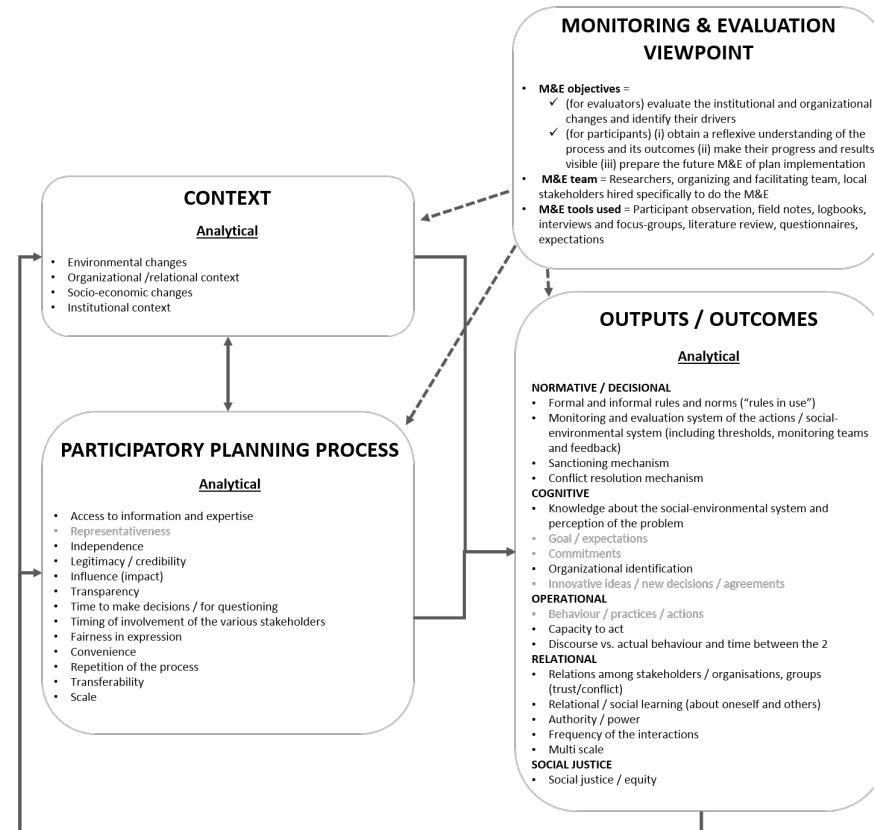 MONITORING & EVALUATION
VIEWPOINT
• M&E objectives =
✓ (for evaluators) evaluate the institutional and organizational
changes and identify their drivers
✓ (for participants) (i) obtain a reflexive understanding of the
process and its outcomes (ii) make their progress and results
visible (iii) prepare the future M&E of plan implementation
• M&E team = Researchers, organizing and facilitating team, local
stakeholders hired specifically to do the M&E
• M&E tools used = Participant observation, field notes, logbooks,
interviews and focus-groups, literature review, questionnaires,
expectations
CONTEXT
Analytical
• Environmental changes
• Organizational /relational context
• Socio-economic changes
• Institutional context
PARTICIPATORY PLANNING PROCESS
Analytical
• Access to information and expertise
• Representativeness
• Independence
• Legitimacy / credibility
• Influence (impact)
• Transparency
• Time to make decisions / for questioning
• Timing of involvement of the various stakeholders
• Fairness in expression
• Convenience
• Repetition of the process
• Transferability
• Scale
OUTPUTS / OUTCOMES
Analytical
NORMATIVE / DECISIONAL
• Formal and informal rules and norms (“rules in use”)
• Monitoring and evaluation system of the actions / social-
environmental system (including thresholds, monitoring teams
and feedback)
• Sanctioning mechanism
• Conflict resolution mechanism
COGNITIVE
• Knowledge about the social-environmental system and
perception of the problem
• Goal / expectations
• Commitments
• Organizational identification
• Innovative ideas / new decisions / agreements
OPERATIONAL
• Behaviour / practices / actions
• Capacity to act
• Discourse vs. actual behaviour and time between the 2
RELATIONAL
• Relations among stakeholders / organisations, groups
(trust/conflict)
• Relational / social learning (about oneself and others)
• Authority / power
• Frequency of the interactions
• Multi scale
SOCIAL JUSTICE
• Social justice / equity